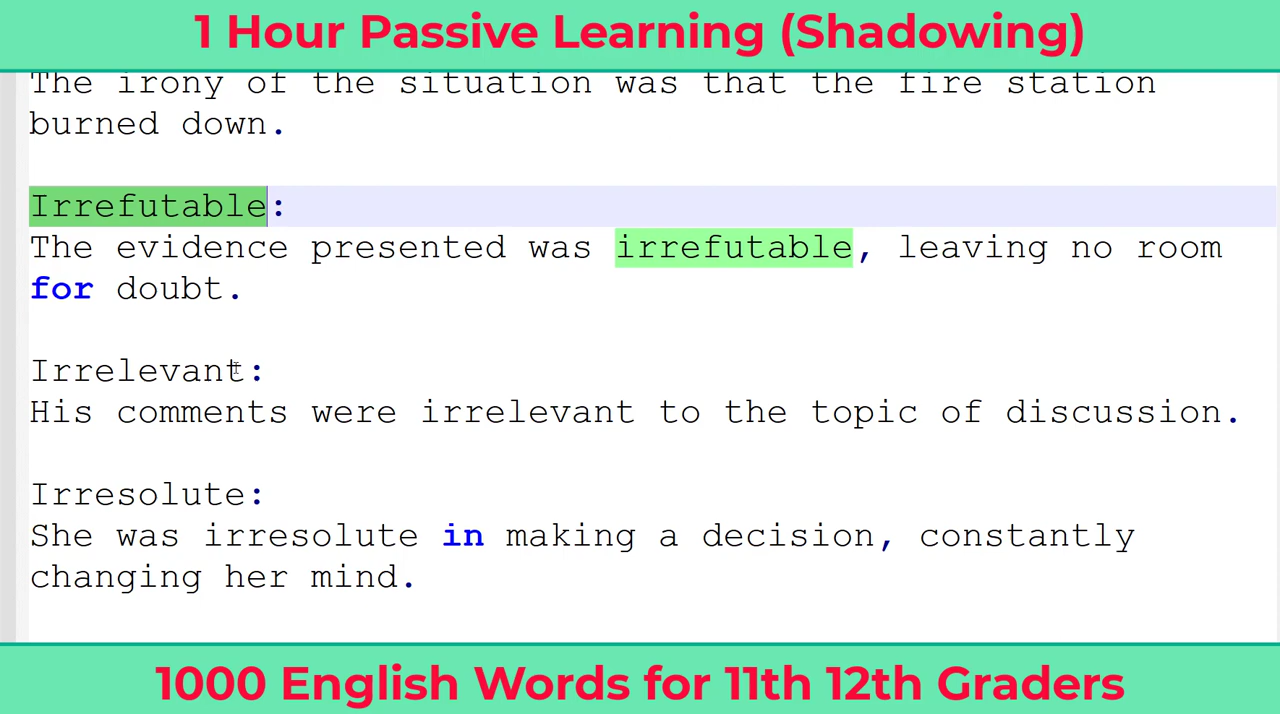 1 Hour Passive Learning (Shadowing)
The irony of the situation was that the fire station
burned down.
Irrefutable:
The evidence presented was irrefutable, leaving no room
for doubt.
Irrelevant:
His comments were irrelevant to the topic of discussion.
Irresolute:
She was irresolute in making a decision, constantly
changing her mind.
1000 English Words for 11th 12th Graders